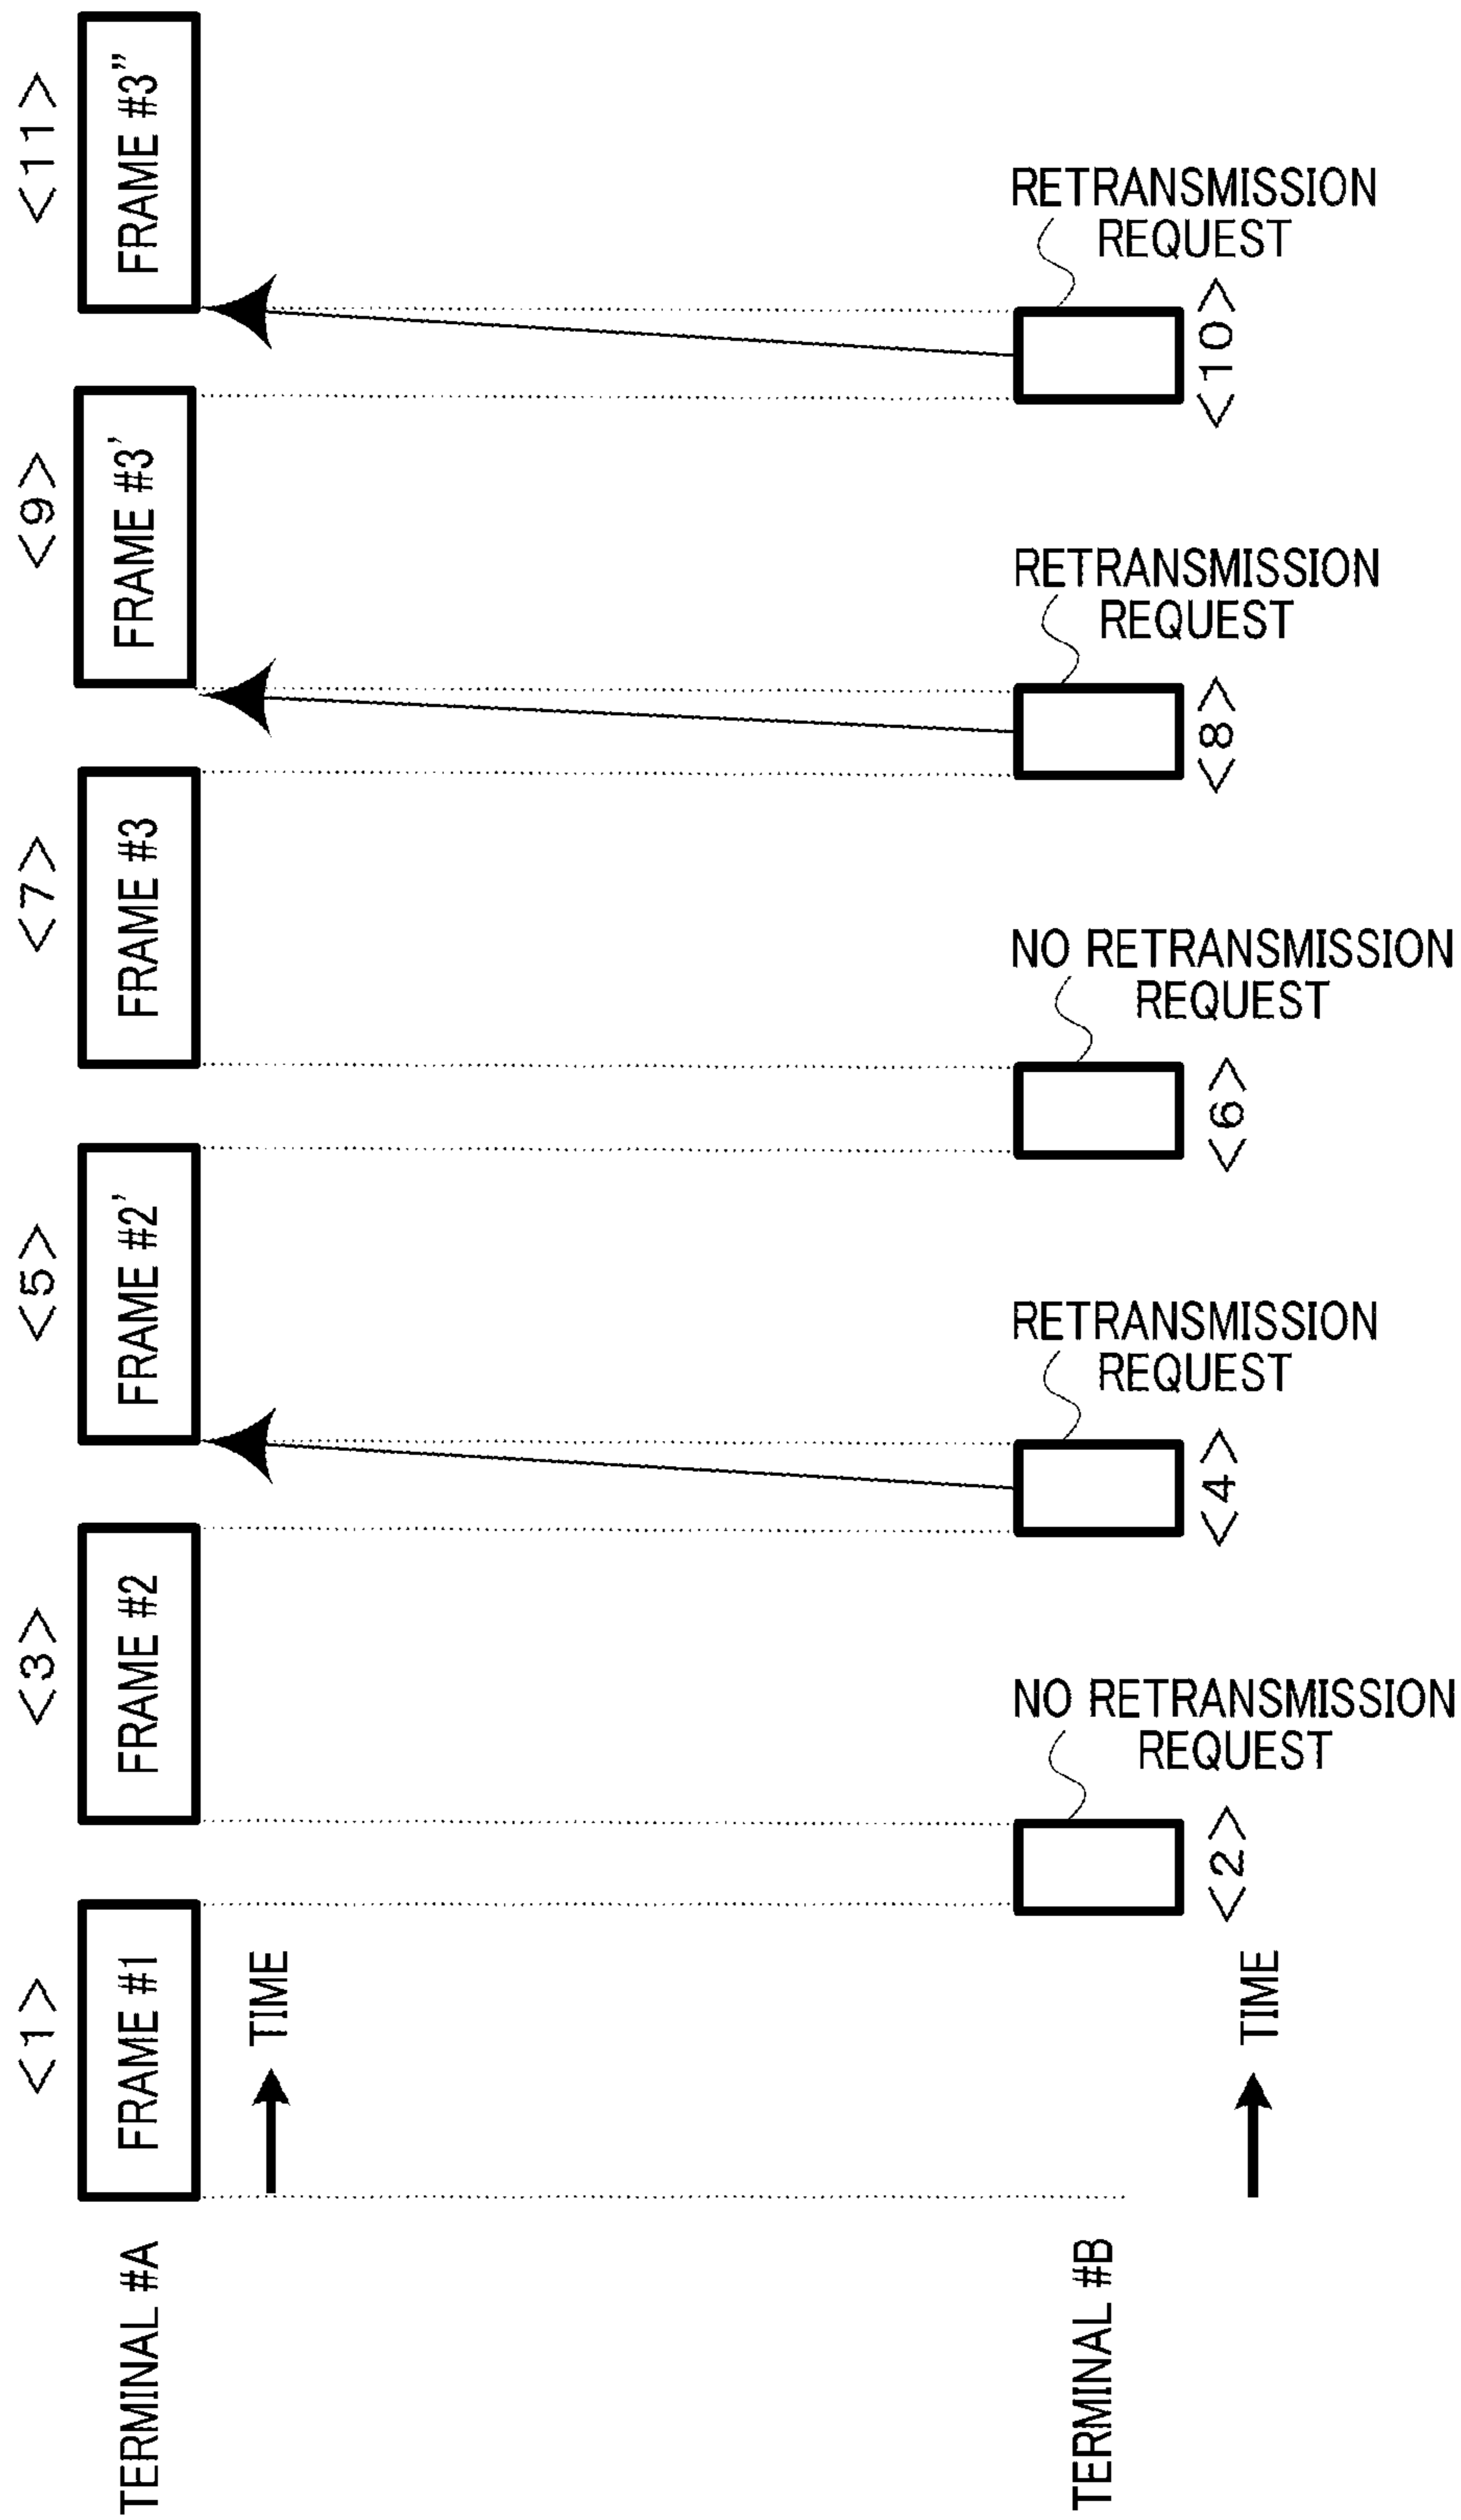 <11>
FRAME #3"
RETRANSMISSION
REQUEST
<10>
<9>
FRAME #3'
RETRANSMISSION
REQUEST
<8>
<7>
FRAME #3
NO RETRANSMISSION
REQUEST
<6>
<5>
FRAME #2'
RETRANSMISSION
REQUEST
<4>
<3>
FRAME #2
NO RETRANSMISSION
REQUEST
<2>
<1>
FRAME #1
TIME
TIME
TERMINAL #A
TERMINAL #B